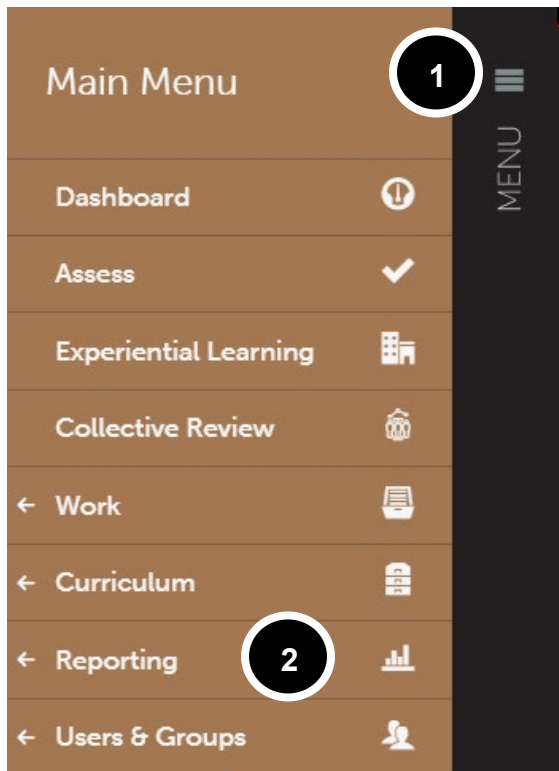 Main Menu
1
MENU
Dashboard
Assess
Experiential Learning
Collective Review
← Work
← Curriculum
← Reporting 2
← Users & Groups